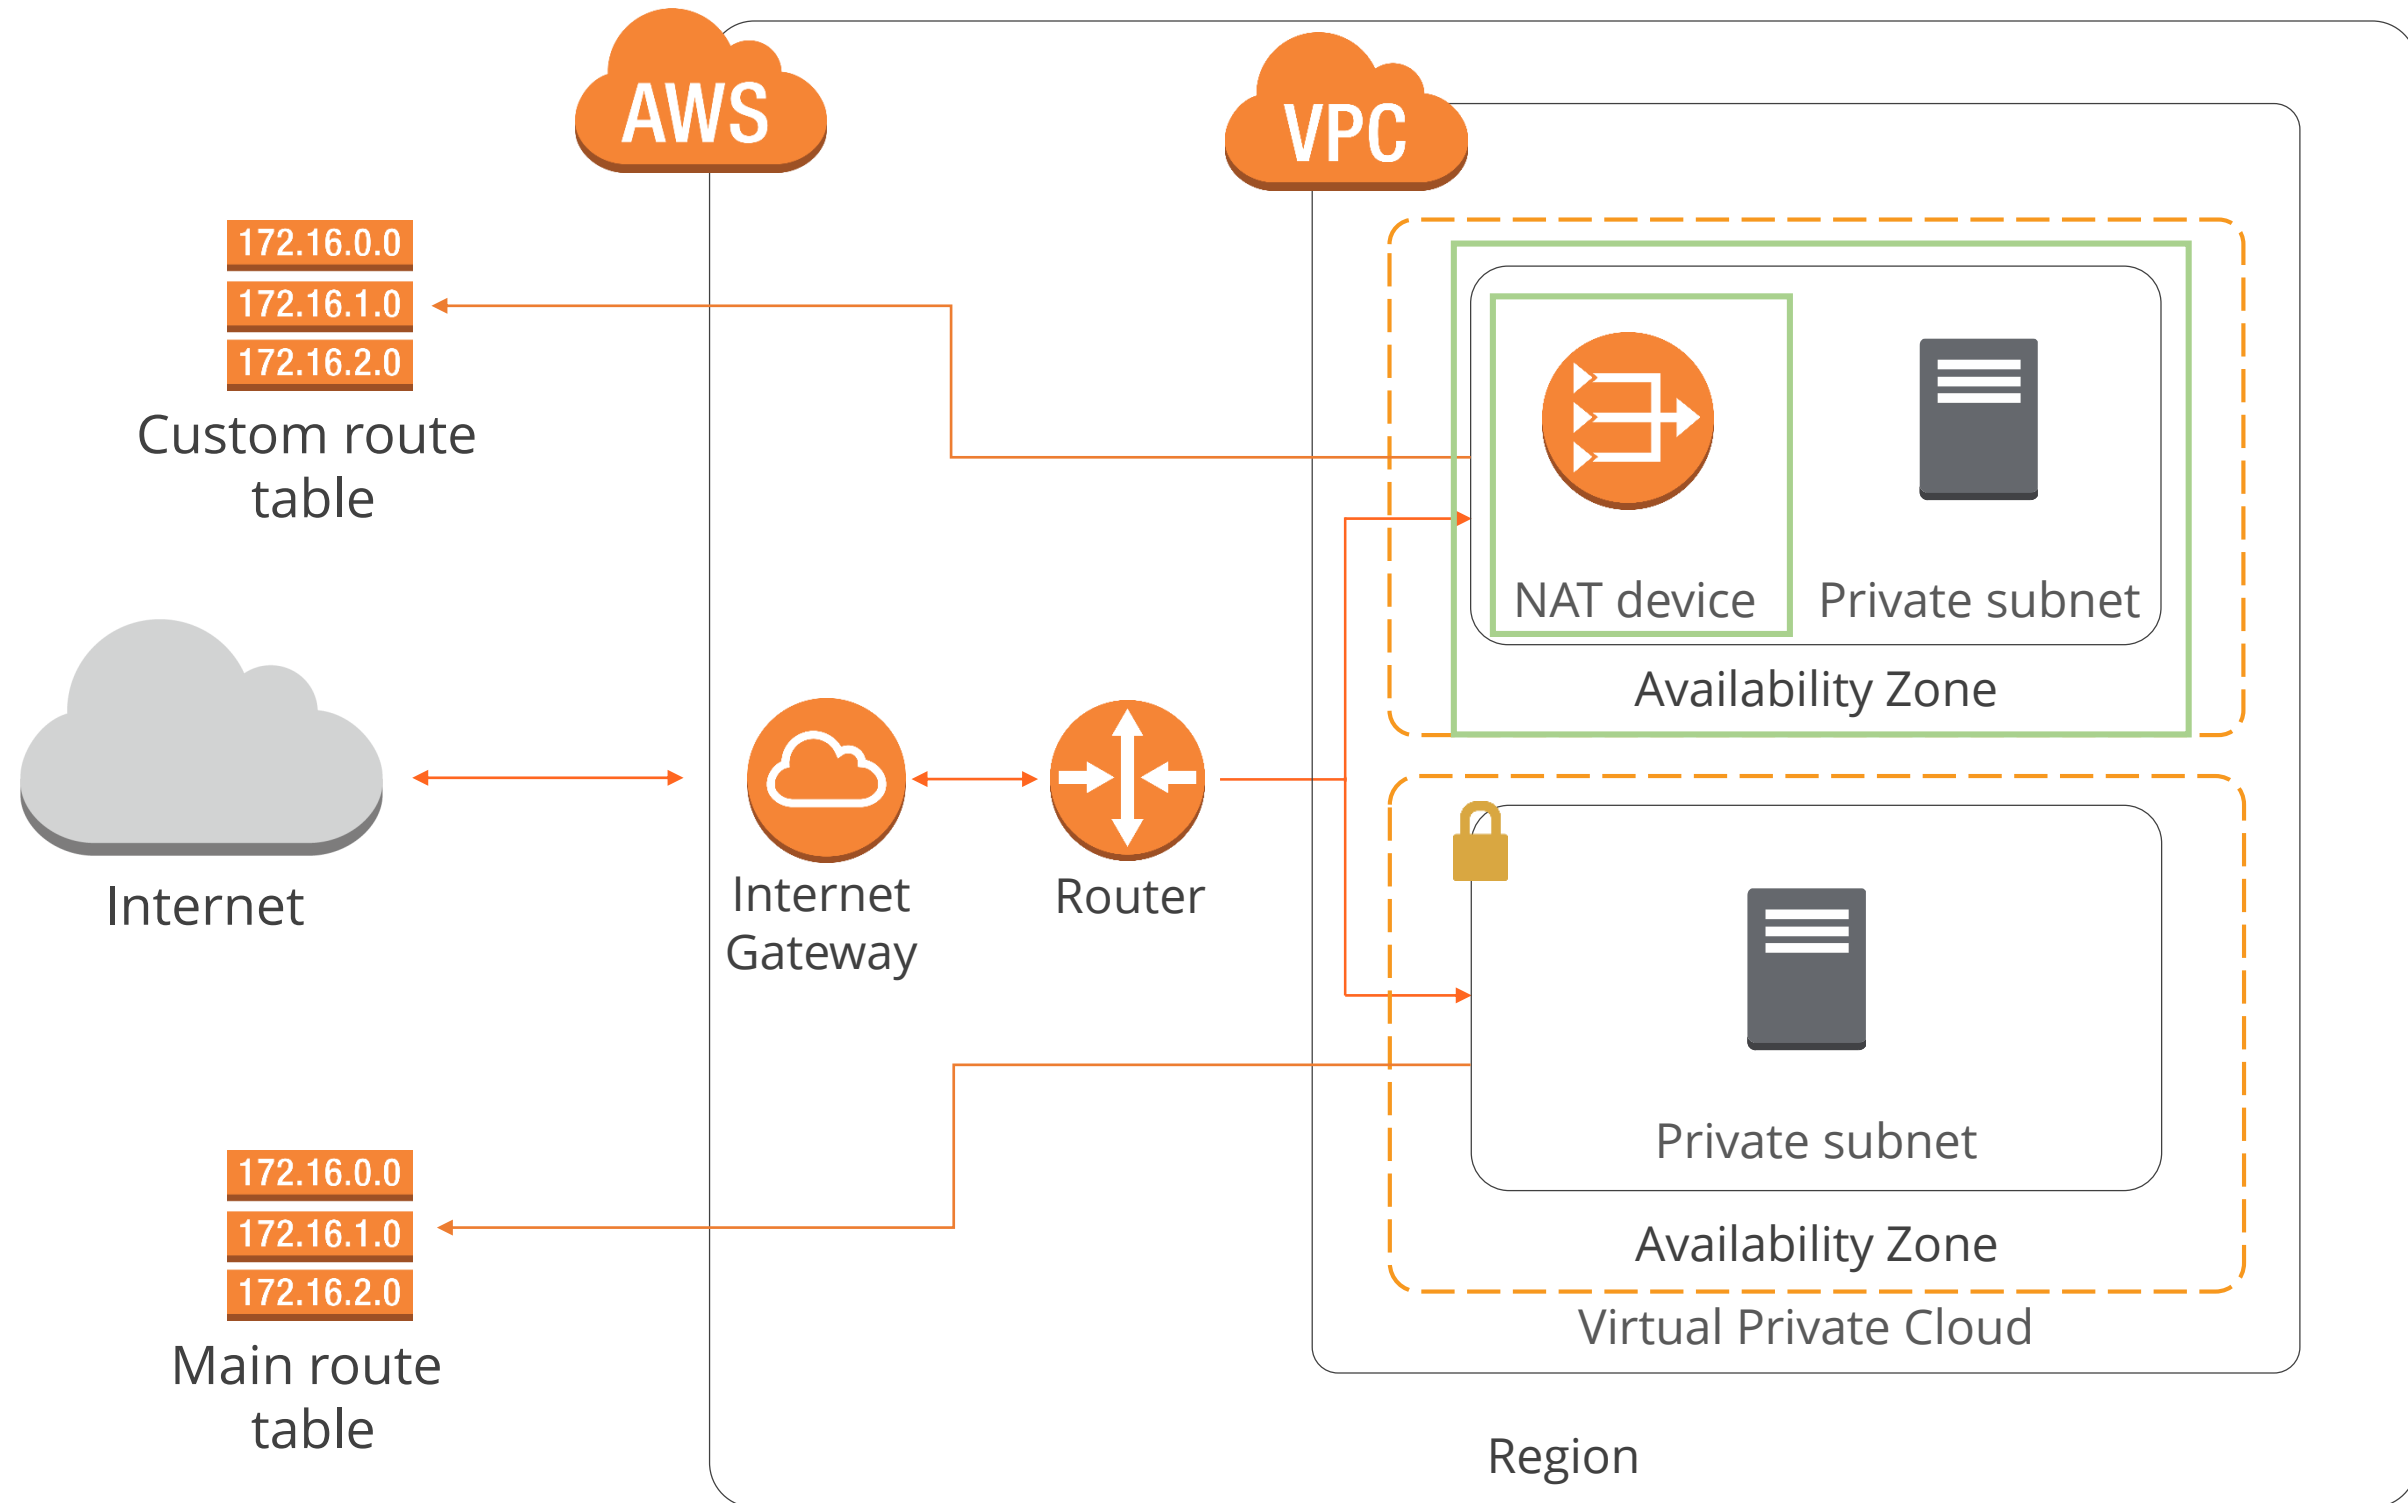 AWS
VPC
172.16.0.0
172.16.1.0
172.16.2.0
Custom route
table
NAT device
Private subnet
Availability Zone
Internet
Internet
Gateway
Router
Private subnet
Availability Zone
Virtual Private Cloud
172.16.0.0
172.16.1.0
172.16.2.0
Main route
table
Region